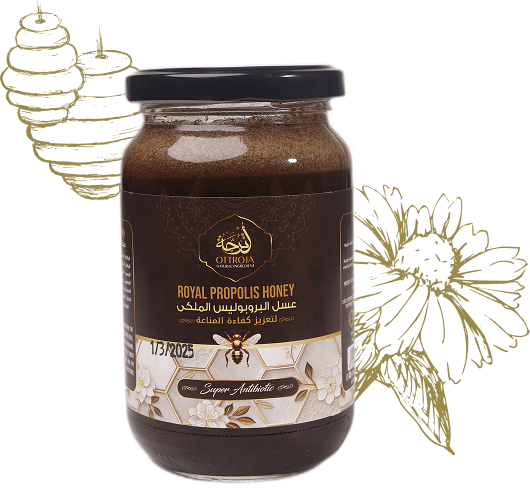 أترجة
OTTROJA
NATURAL INGREDIENT
ROYAL PROPOLIS HONEY
عسل البروبوليس الملكي
لتعزيز كفاءة المناعة
1/3/2025
Super Antibiotic